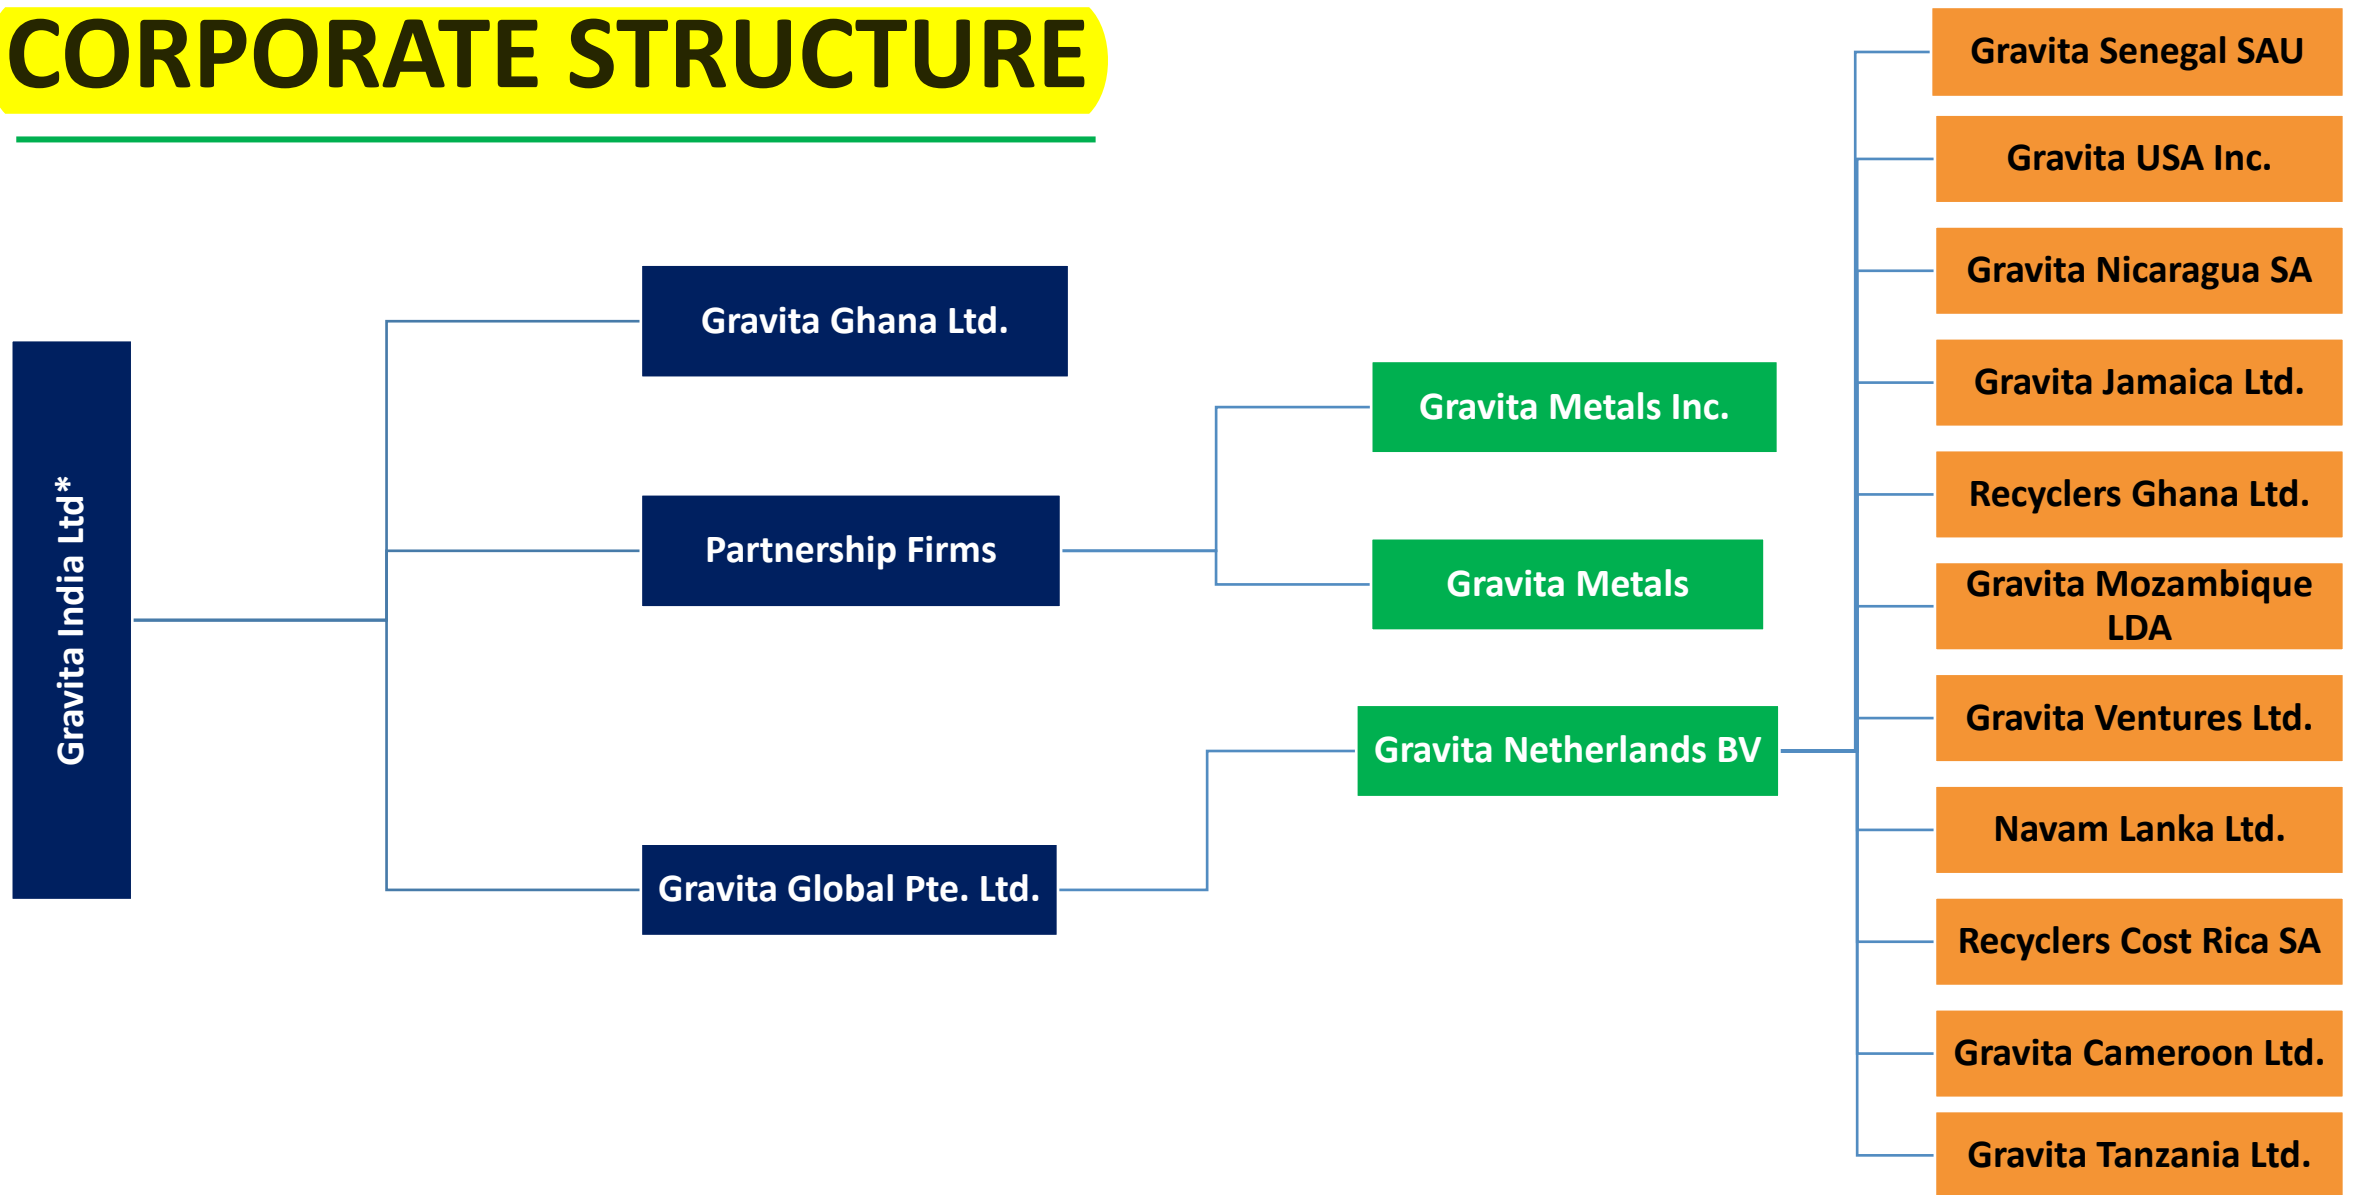 CORPORATE STRUCTURE
Gravita India Ltd*
Gravita Ghana Ltd.
Partnership Firms
Gravita Global Pte. Ltd.
Gravita Metals Inc.
Gravita Metals
Gravita Netherlands BV
Gravita Senegal SAU
Gravita USA Inc.
Gravita Nicaragua SA
Gravita Jamaica Ltd.
Recyclers Ghana Ltd.
Gravita Mozambique
LDA
Gravita Ventures Ltd.
Navam Lanka Ltd.
Recyclers Cost Rica SA
Gravita Cameroon Ltd.
Gravita Tanzania Ltd.